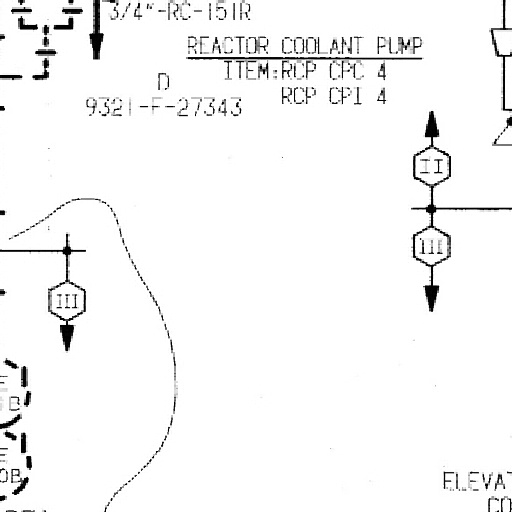 3/4"-RC-151R
REACTOR COOLANT PUMP
ITEM:RCP CPC 4
RCP CPI 4
D
9321-F-27343
II
III
III
E
B
E
OB
ELEVAT
CO